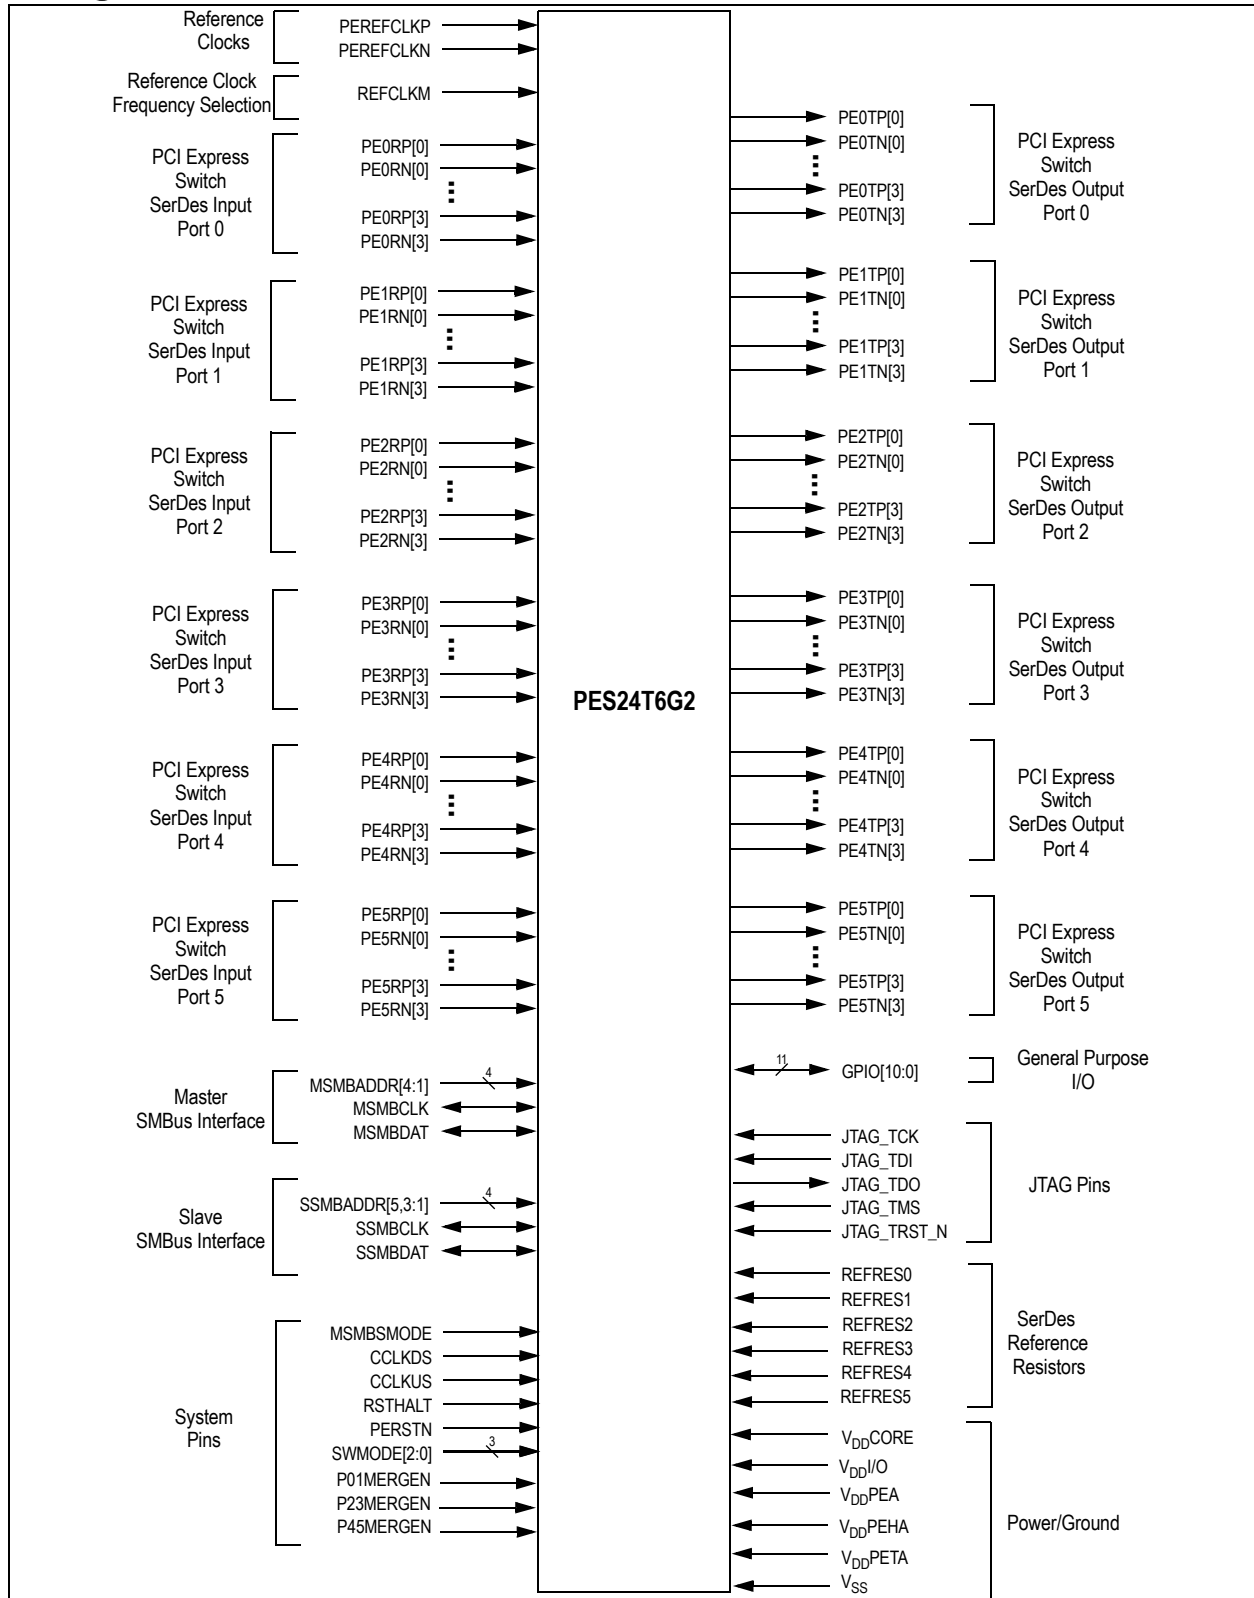 Reference
Clocks
PEREFCLKP
PEREFCLKN
Reference Clock
Frequency Selection
REFCLKM
PCI Express
Switch
SerDes Input
Port 0
PE0RP[0]
PE0RN[0]
PE0RP[3]
PE0RN[3]
PCI Express
Switch
SerDes Input
Port 1
PE1RP[0]
PE1RN[0]
PE1RP[3]
PE1RN[3]
PCI Express
Switch
SerDes Input
Port 2
PE2RP[0]
PE2RN[0]
PE2RP[3]
PE2RN[3]
PCI Express
Switch
SerDes Input
Port 3
PE3RP[0]
PE3RN[0]
PE3RP[3]
PE3RN[3]
PCI Express
Switch
SerDes Input
Port 4
PE4RP[0]
PE4RN[0]
PE4RP[3]
PE4RN[3]
PCI Express
Switch
SerDes Input
Port 5
PE5RP[0]
PE5RN[0]
PE5RP[3]
PE5RN[3]
Master
SMBus Interface
MSMBADDR[4:1]
4
MSMBCLK
MSMBDAT
Slave
SMBus Interface
SSMBADDR[5,3:1]
4
SSMBCLK
SSMBDAT
System
Pins
MSMBSMODE
CCLKDS
CCLKUS
RSTHALT
PERSTN
SWMODE[2:0]
3
P01MERGEN
P23MERGEN
P45MERGEN
PES24T6G2
PE0TP[0]
PE0TN[0]
PE0TP[3]
PE0TN[3]
PCI Express
Switch
SerDes Output
Port 0
PE1TP[0]
PE1TN[0]
PE1TP[3]
PE1TN[3]
PCI Express
Switch
SerDes Output
Port 1
PE2TP[0]
PE2TN[0]
PE2TP[3]
PE2TN[3]
PCI Express
Switch
SerDes Output
Port 2
PE3TP[0]
PE3TN[0]
PE3TP[3]
PE3TN[3]
PCI Express
Switch
SerDes Output
Port 3
PE4TP[0]
PE4TN[0]
PE4TP[3]
PE4TN[3]
PCI Express
Switch
SerDes Output
Port 4
PE5TP[0]
PE5TN[0]
PE5TP[3]
PE5TN[3]
PCI Express
Switch
SerDes Output
Port 5
11
GPIO[10:0]
General Purpose
I/O
JTAG_TCK
JTAG_TDI
JTAG_TDO
JTAG_TMS
JTAG_TRST_N
JTAG Pins
REFRES0
REFRES1
REFRES2
REFRES3
REFRES4
REFRES5
SerDes
Reference
Resistors
VDDCORE
VDDI/O
VDDPEA
VDDPEHA
VDDPETA
VSS
Power/Ground